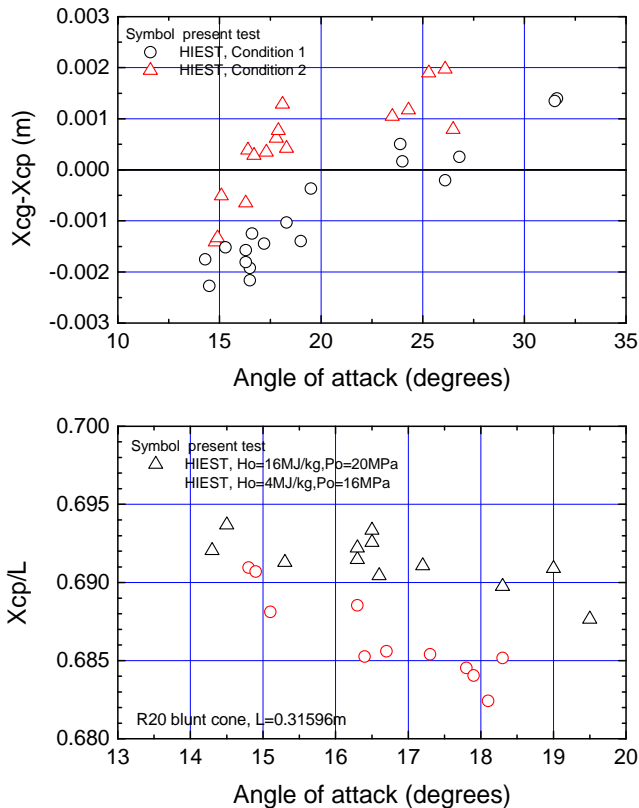 0.003
0.002
0.001
0.000
-0.001
-0.002
-0.003
Xcg-Xcp (m)
Symbol present test
HIEST, Condition 1
HIEST, Condition 2
10 15 20 25 30 35
Angle of attack (degrees)
0.700
0.695
0.690
0.685
0.680
Xcp/L
Symbol present test
HIEST, Ho=16MJ/kg,Po=20MPa
HIEST, Ho=4MJ/kg,Po=16MPa
R20 blunt cone, L=0.31596m
13 14 15 16 17 18 19 20
Angle of attack (degrees)